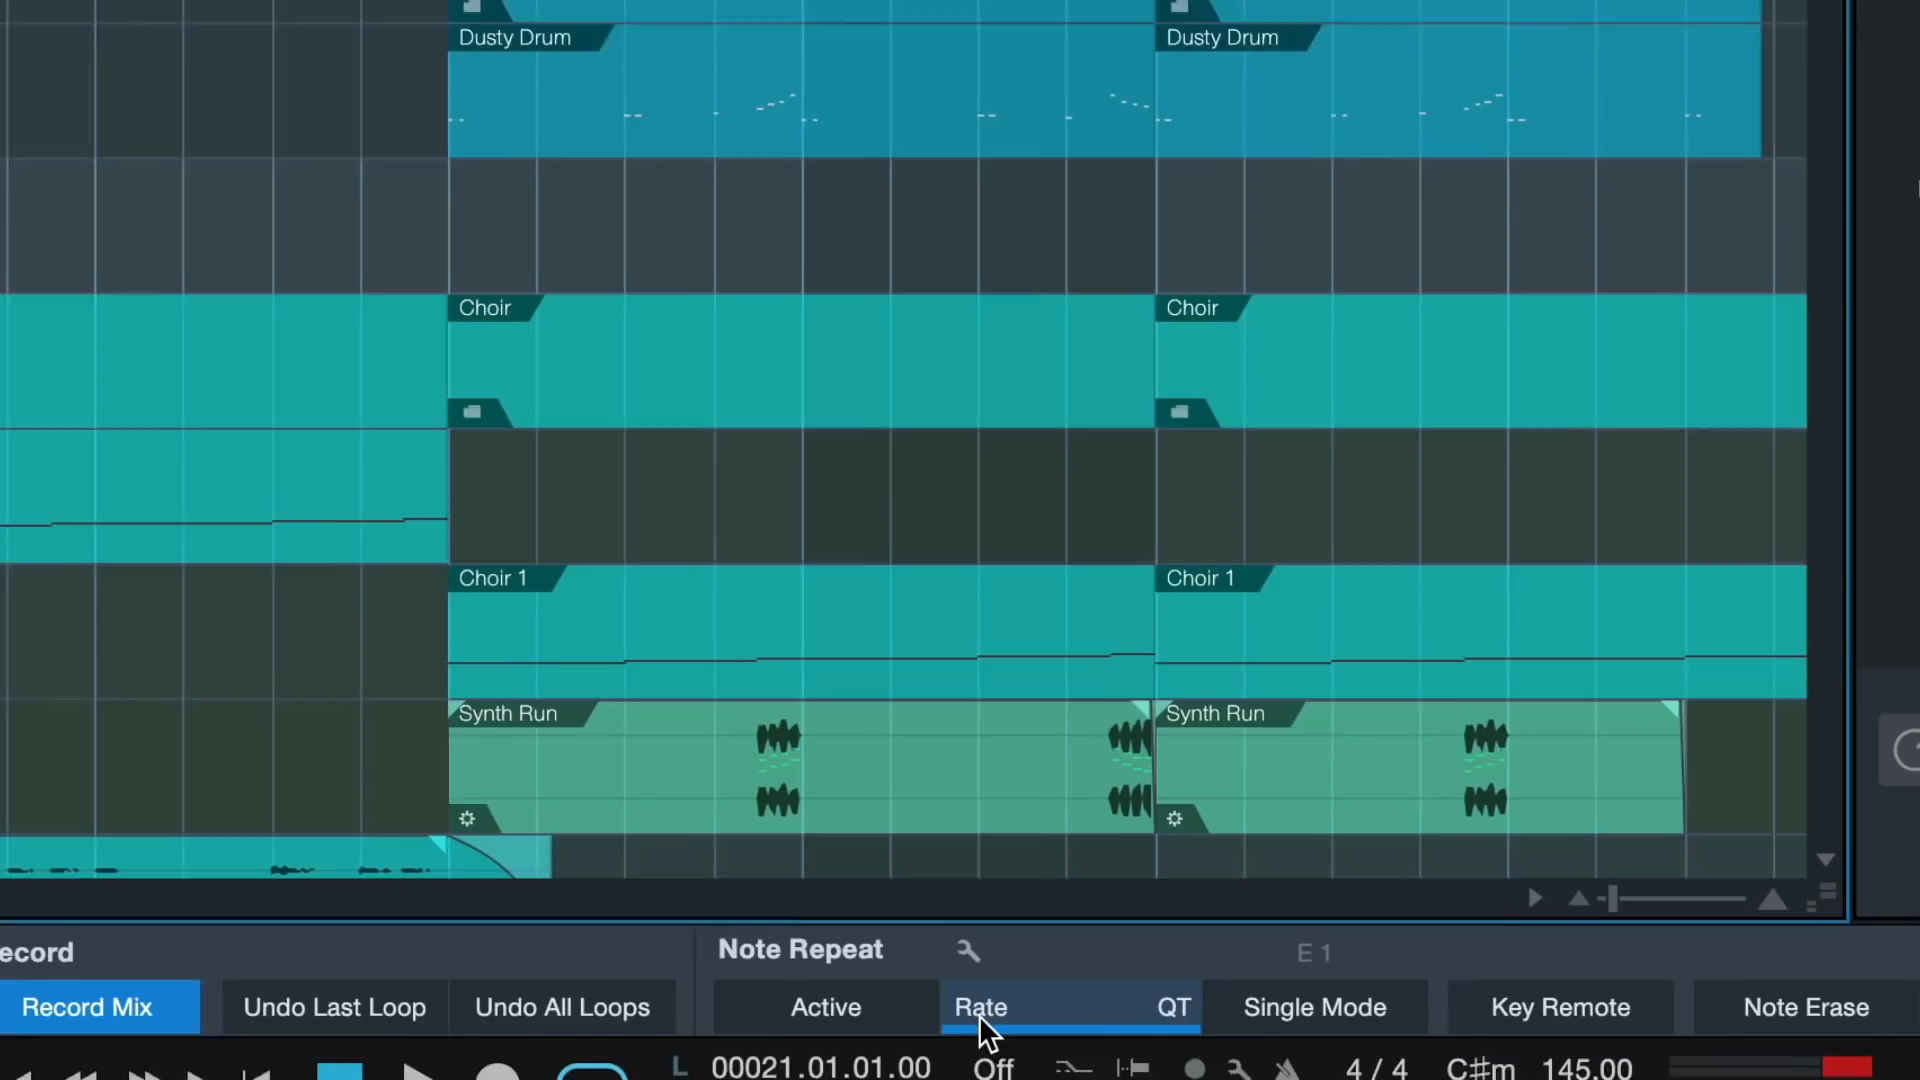 Dusty Drum Dusty Drum
Choir Choir
Choir 1 Choir 1
Synth Run Synth Run
ecord Note Repeat E 1
Record Mix Undo Last Loop Undo All Loops Active Rate QT Single Mode Key Remote Note Erase
L 00021.01.01.00 Off 4 / 4 C#m 145.00